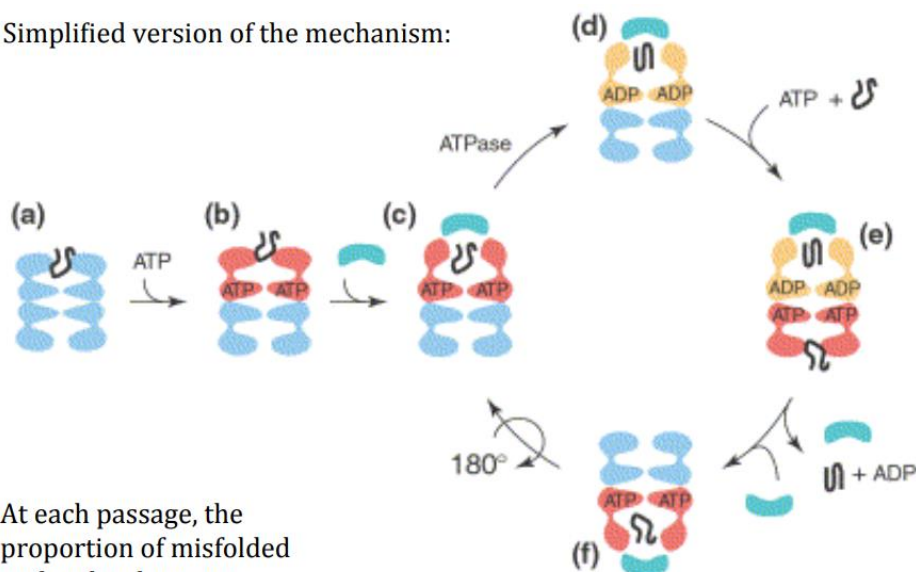 Simplified version of the mechanism:
(d)
ADP ADP
ATP +
ATPase
(a)
(b)
(c)
(e)
ATP
ATP ATP
ATP ATP
ADP ADP
ATP ATP
180°
ATP ATP
+ ADP
(f)
At each passage, the
proportion of misfolded